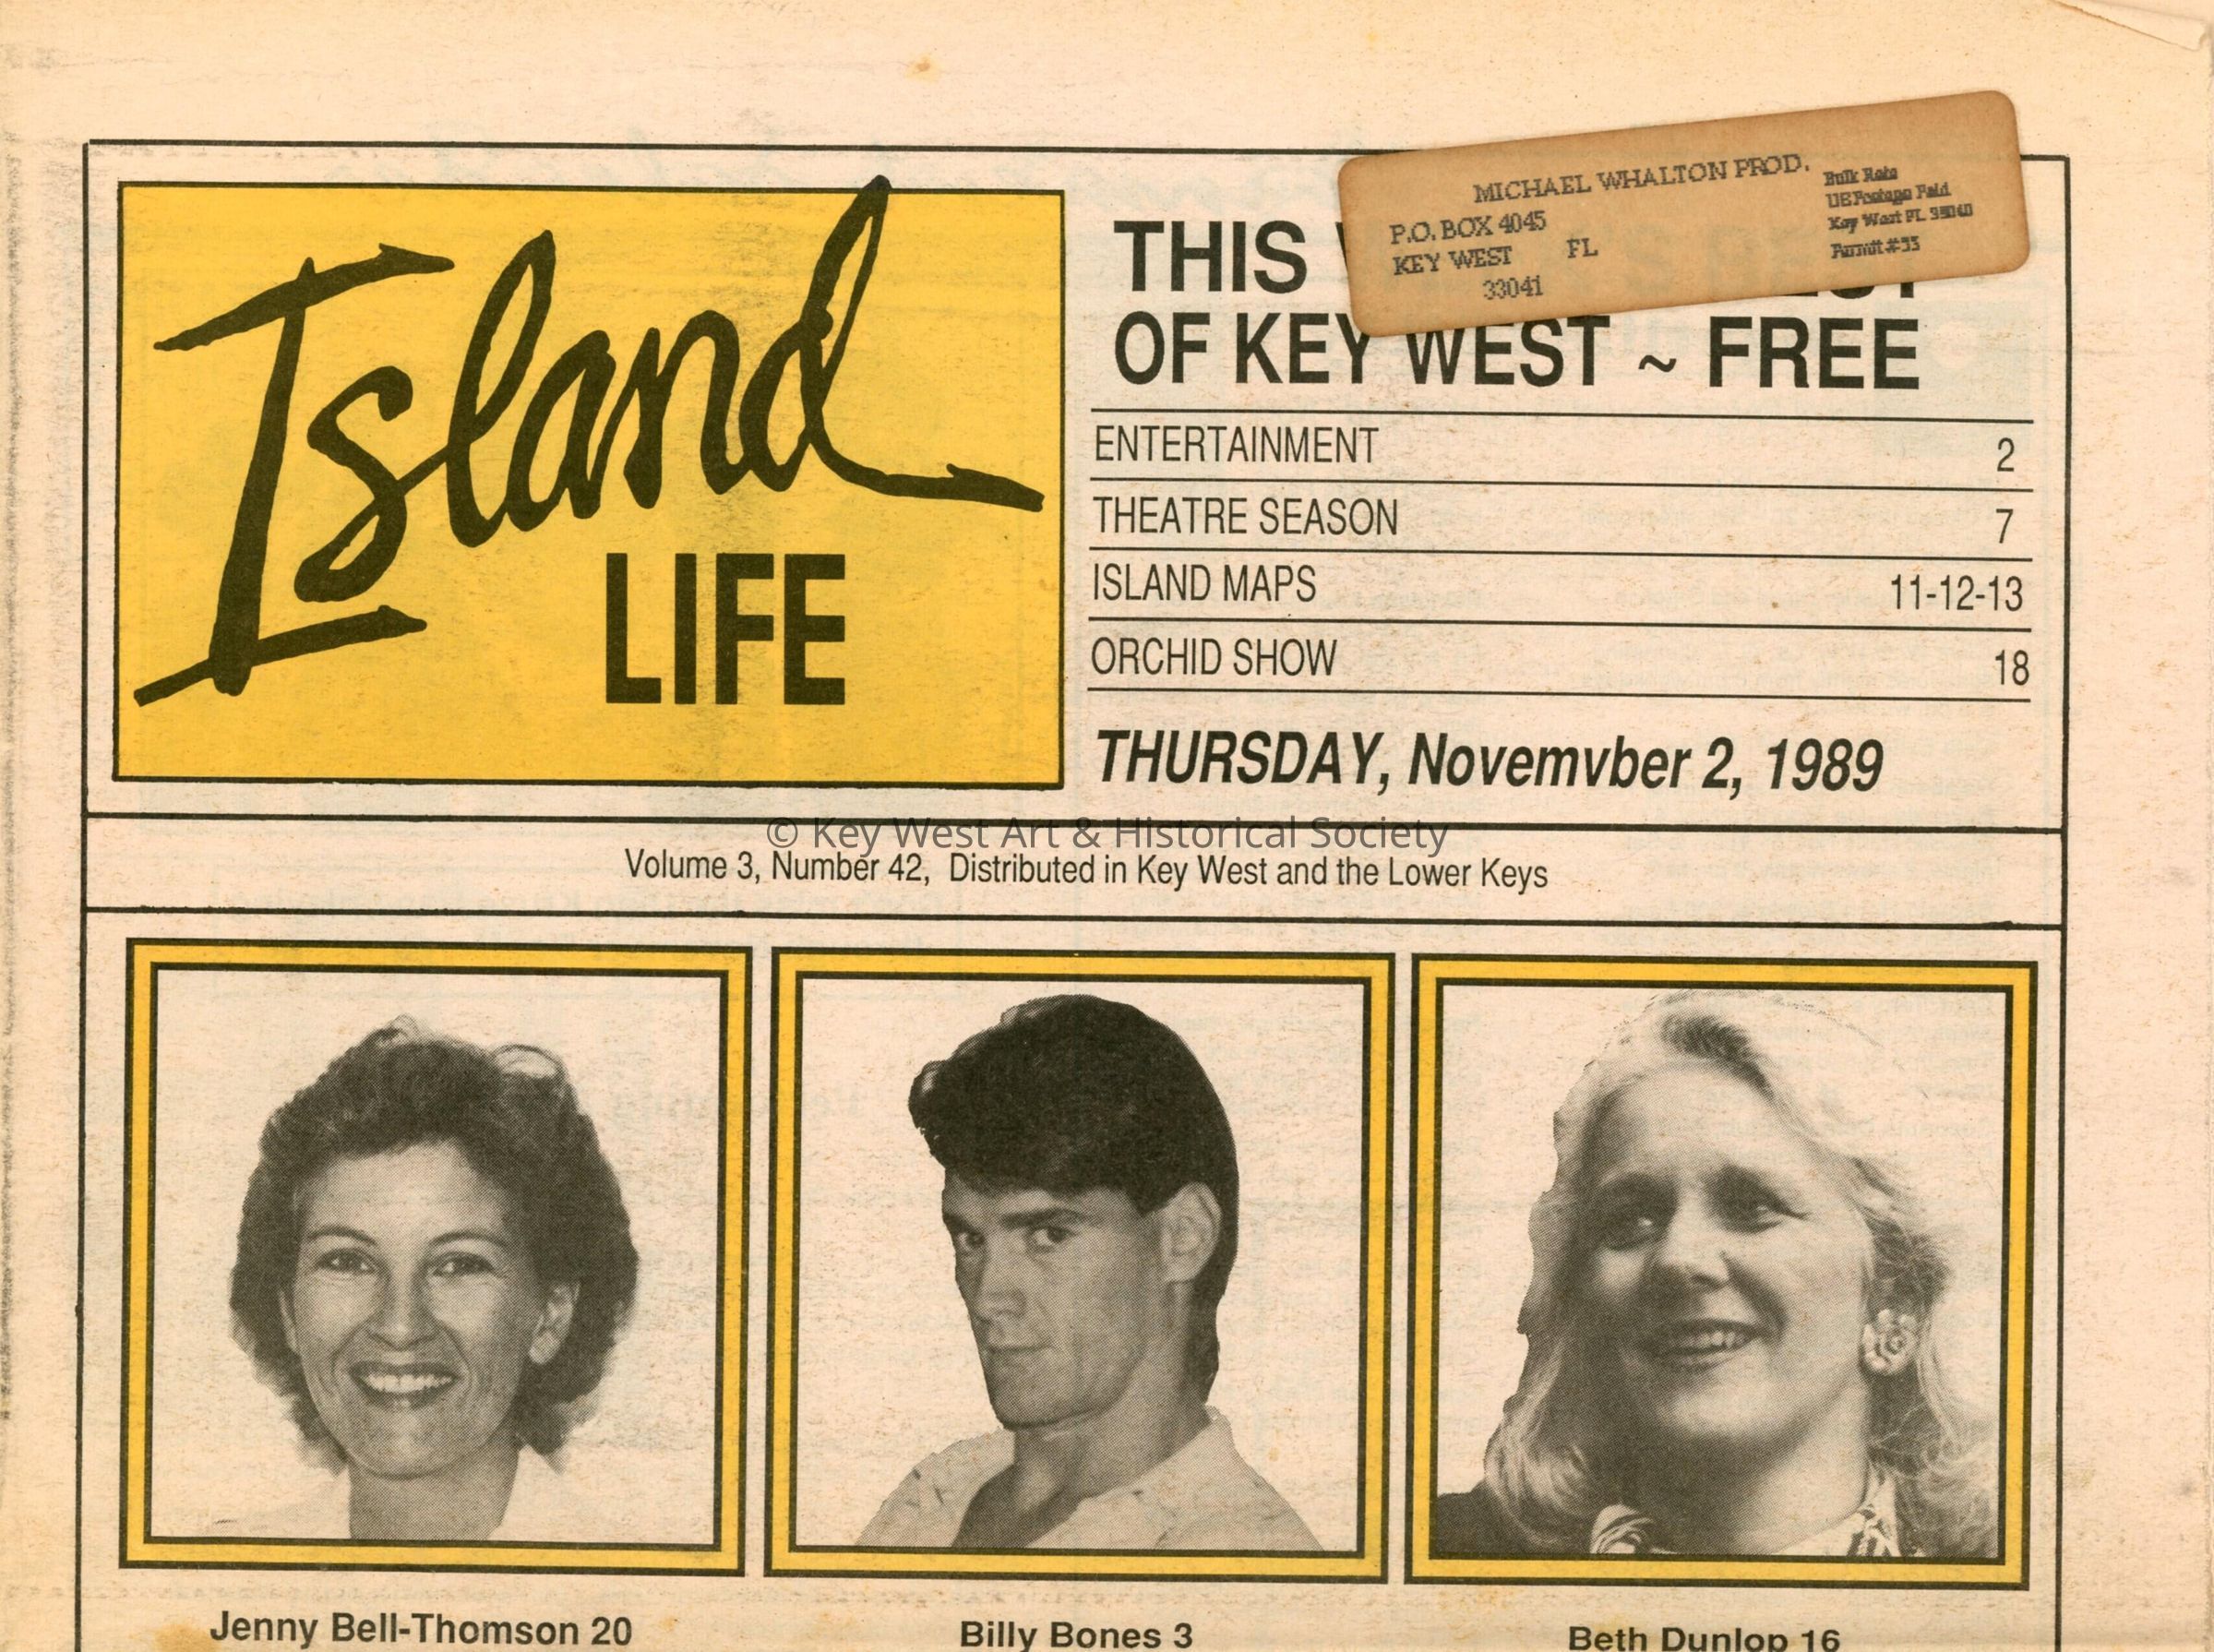 MICHAEL WHALTON PROD.
P.O. BOX 4045
KEY WEST FL
33041
Bulk Rate
US Postage Paid
Key West FL 33040
Permit #33
Island
LIFE
THIS
OF KEY WEST ~ FREE
ENTERTAINMENT 2
THEATRE SEASON 7
ISLAND MAPS 11-12-13
ORCHID SHOW 18
THURSDAY, Novemvber 2, 1989
© Key West Art & Historical Society
Volume 3, Number 42, Distributed in Key West and the Lower Keys
Jenny Bell-Thomson 20
Billy Bones 3
Beth Dunlop 16